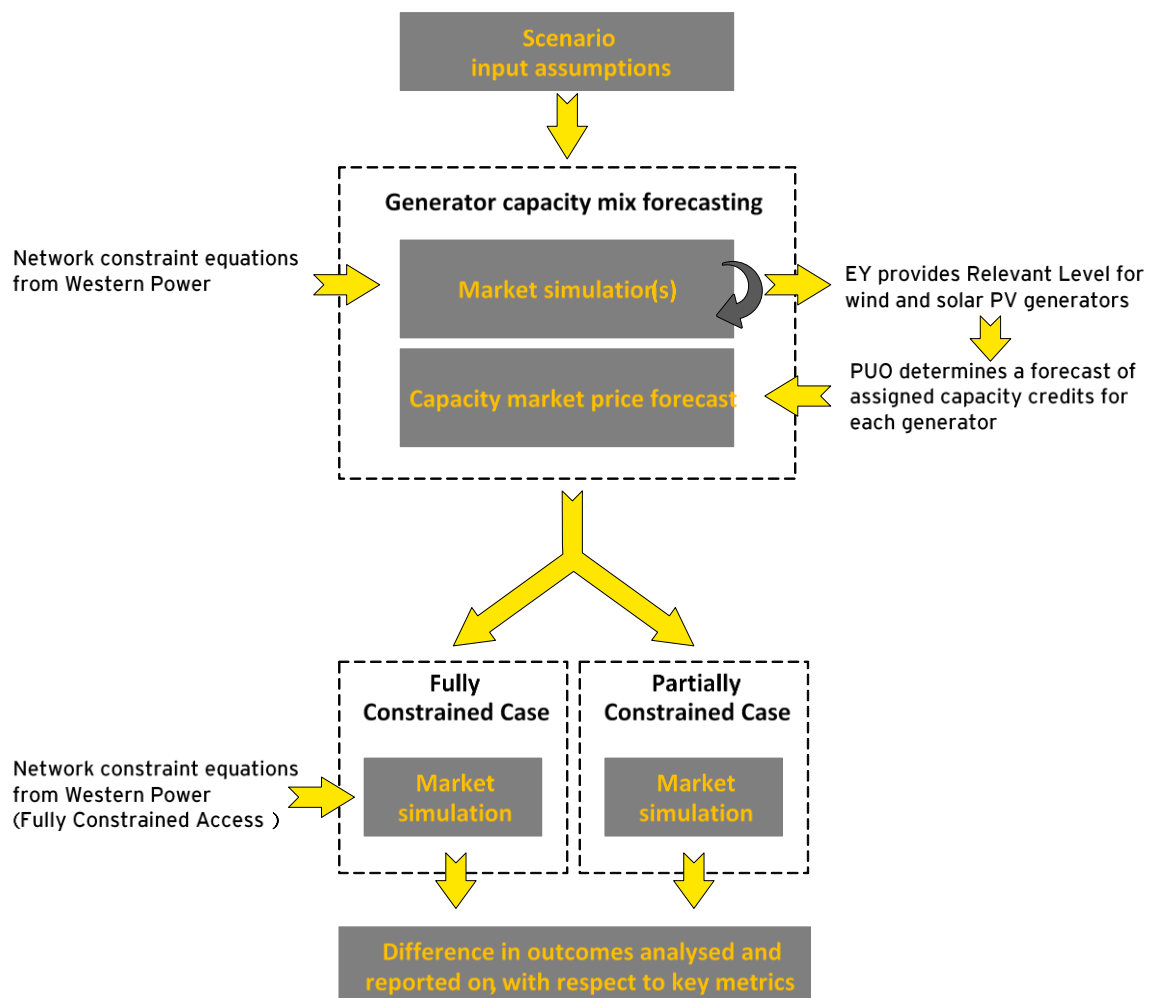 Scenario
input assumptions
Generator capacity mix forecasting
Network constraint equations
from Western Power
Market simulation(s)
EY provides Relevant Level for
wind and solar PV generators
PUO determines a forecast of
assigned capacity credits for
each generator
Capacity market price forecast
Fully
Constrained Case
Partially
Constrained Case
Network constraint equations
from Western Power
(Fully Constrained Access )
Market
simulation
Market
simulation
Difference in outcomes analysed and
reported on, with respect to key metrics